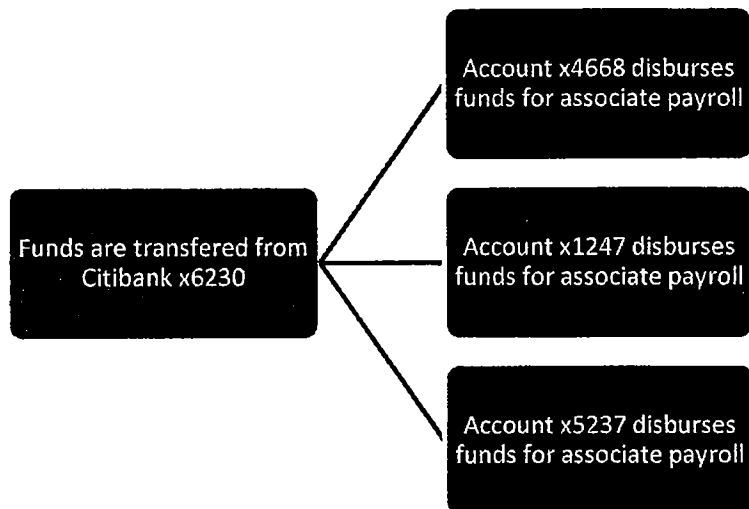 Account x4668 disburses
funds for associate payroll
Funds are transfered from
Citibank x6230
Account x1247 disburses
funds for associate payroll
Account x5237 disburses
funds for associate payroll